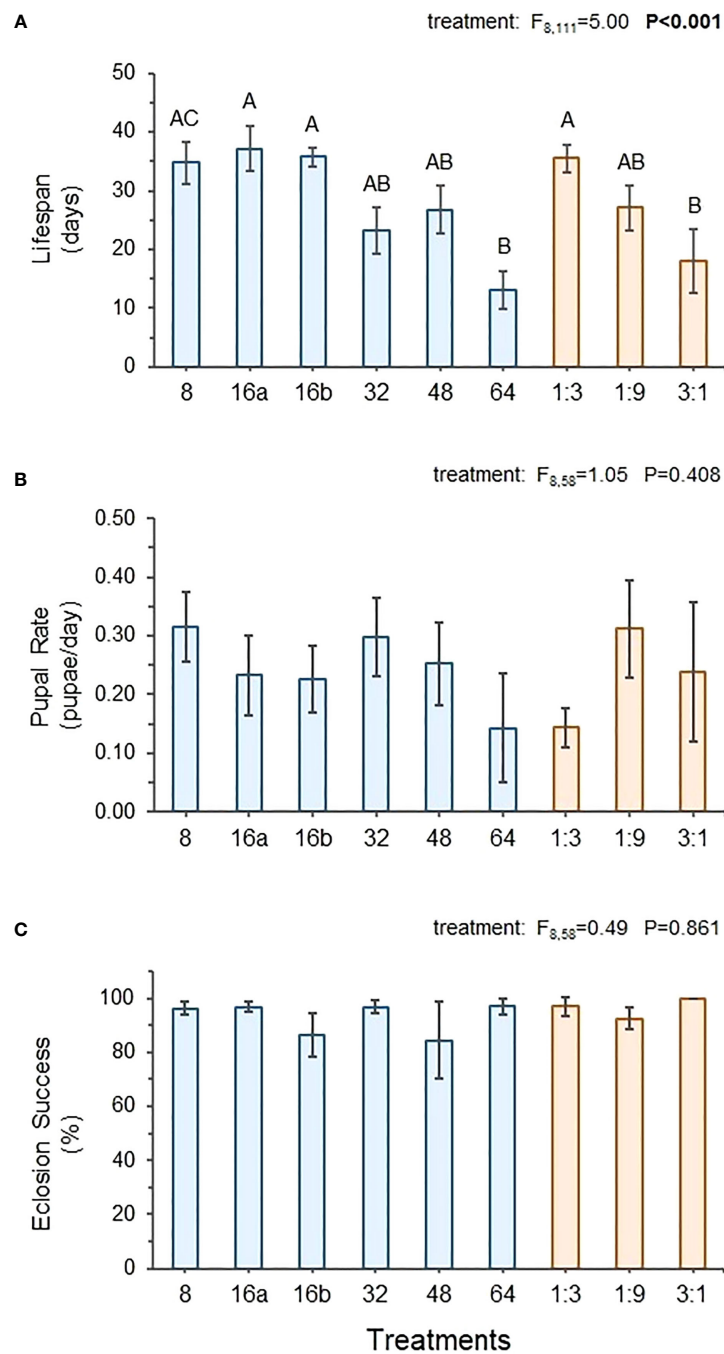 A
treatment: F8,111=5.00 P<0.001
50
40
30
20
10
0
Lifespan
(days)
AC
A
A
AB
AB
B
A
AB
B
8 16a 16b 32 48 64 1:3 1:9 3:1
B
treatment: F8,58=1.05 P=0.408
0.50
0.40
0.30
0.20
0.10
0.00
Pupal Rate
(pupae/day)
8 16a 16b 32 48 64 1:3 1:9 3:1
C
treatment: F8,58=0.49 P=0.861
100
80
60
40
20
0
Eclosion Success
(%)
8 16a 16b 32 48 64 1:3 1:9 3:1
Treatments